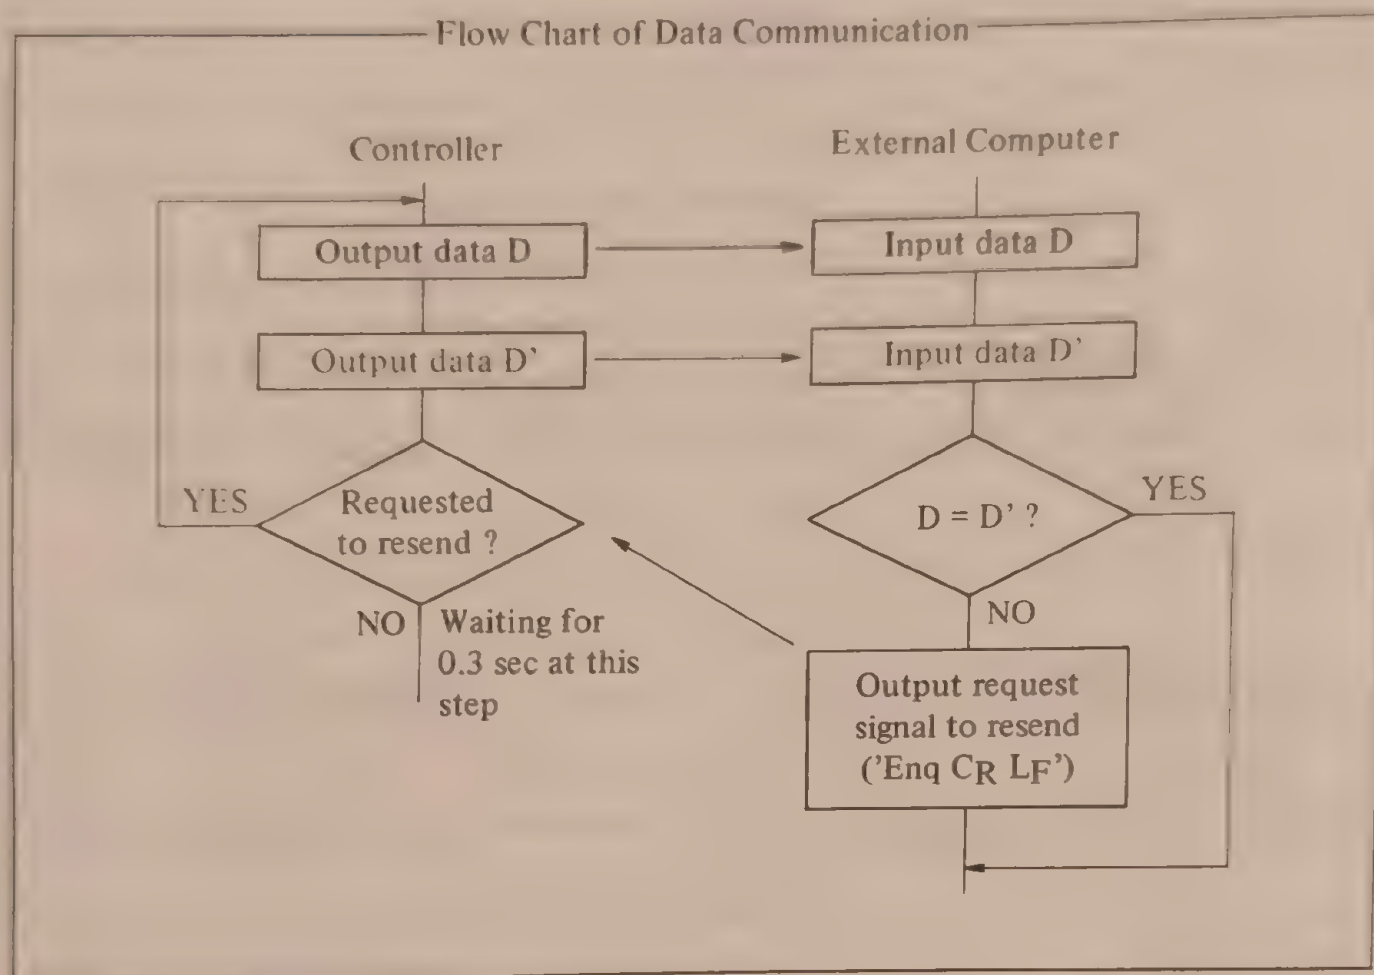 Flow Chart of Data Communication
Controller
External Computer
Output data D
Input data D
Output data D'
Input data D'
YES
Requested
to resend ?
D = D' ?
YES
NO
Waiting for
0.3 sec at this
step
NO
Output request
signal to resend
('Enq CR LF')